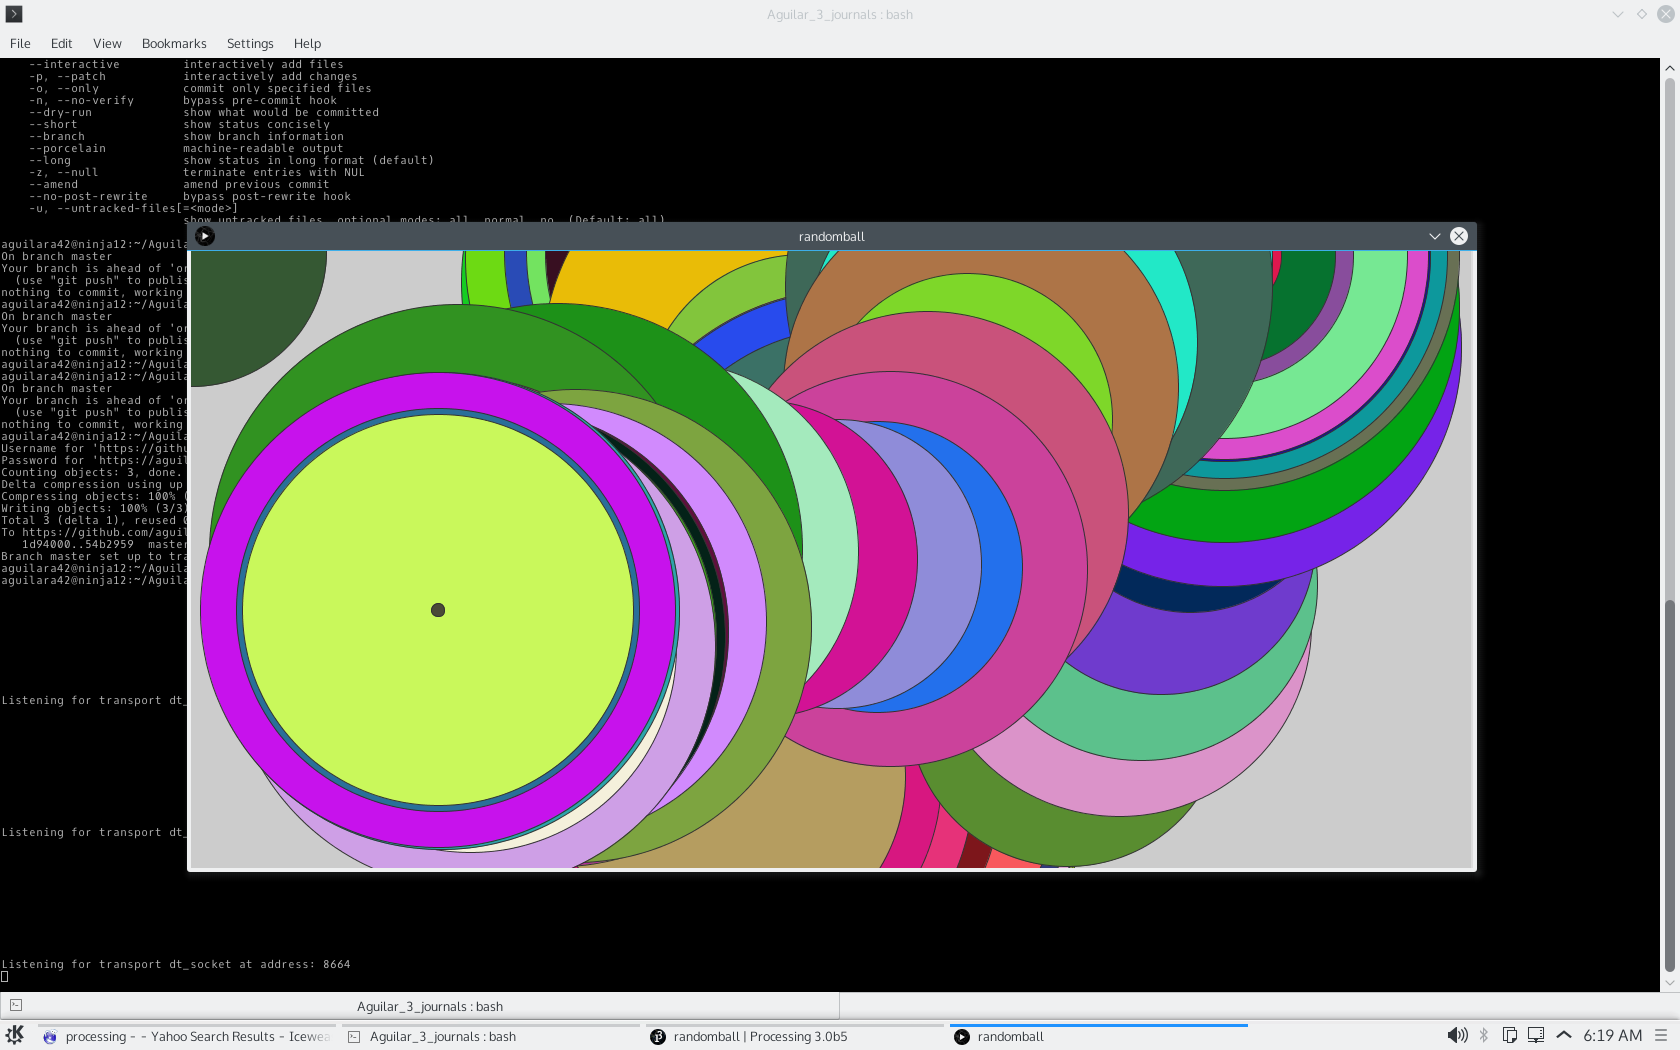 Aguilar_3_journals : bash
File Edit View Bookmarks Settings Help
--interactive interactively add files
-p, --patch interactively add changes
-o, --only commit only specified files
-n, --no-verify bypass pre-commit hook
--dry-run show what would be committed
--short show status concisely
--branch show branch information
--porcelain machine-readable output
--long show status in long format (default)
-z, --null terminate entries with NUL
--amend amend previous commit
--no-post-rewrite bypass post-rewrite hook
-u, --untracked-files[=<mode>]
show untracked files, optional modes: all, normal, no. (Default: all)
randomball
aguilara42@ninja12:~/Aguila
On branch master
Your branch is ahead of 'or
(use "git push" to publis
nothing to commit, working
aguilara42@ninja12:~/Aguila
On branch master
Your branch is ahead of 'or
(use "git push" to publis
nothing to commit, working
aguilara42@ninja12:~/Aguila
aguilara42@ninja12:~/Aguila
On branch master
Your branch is ahead of 'or
(use "git push" to publis
nothing to commit, working
aguilara42@ninja12:~/Aguila
Username for 'https://githu
Password for 'https://aguil
Counting objects: 3, done.
Delta compression using up
Compressing objects: 100% (
Writing objects: 100% (3/3)
Total 3 (delta 1), reused 0
To https://github.com/aguil
1d94000..54b2959 master
Branch master set up to tra
aguilara42@ninja12:~/Aguila
aguilara42@ninja12:~/Aguila
Listening for transport dt_
Listening for transport dt_
Listening for transport dt_socket at address: 8664
Aguilar_3_journals : bash
processing - - Yahoo Search Results - Icewea
Aguilar_3_journals : bash
randomball | Processing 3.0b5
randomball
6:19 AM